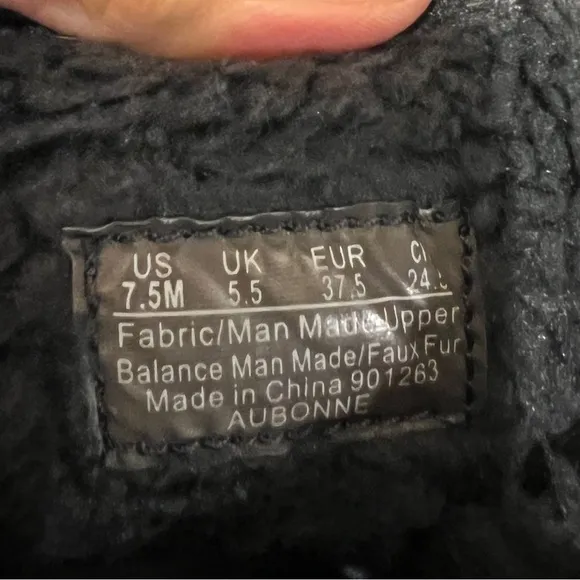 US UK EUR
7.5M 5.5 37.5
Fabric/Man Made Upper
Balance Man Made/Faux Fur
Made in China 901263
AUBONNE